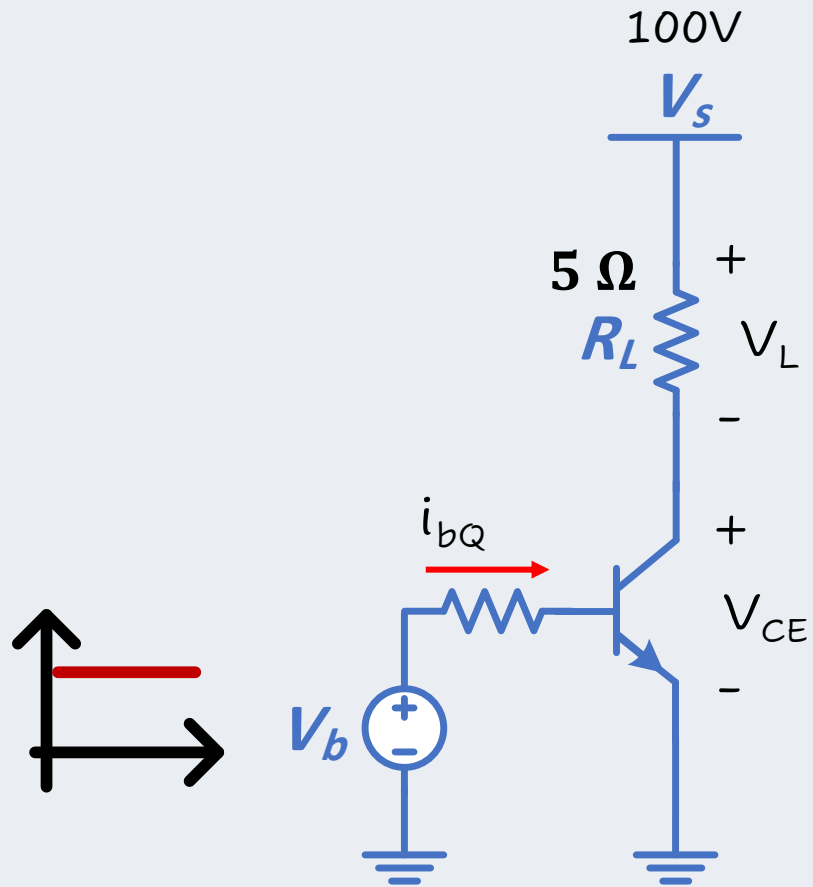 100V
Vs
+
5 Ω
RL
VL
-
ibQ
+
VCE
-
Vb
+
-